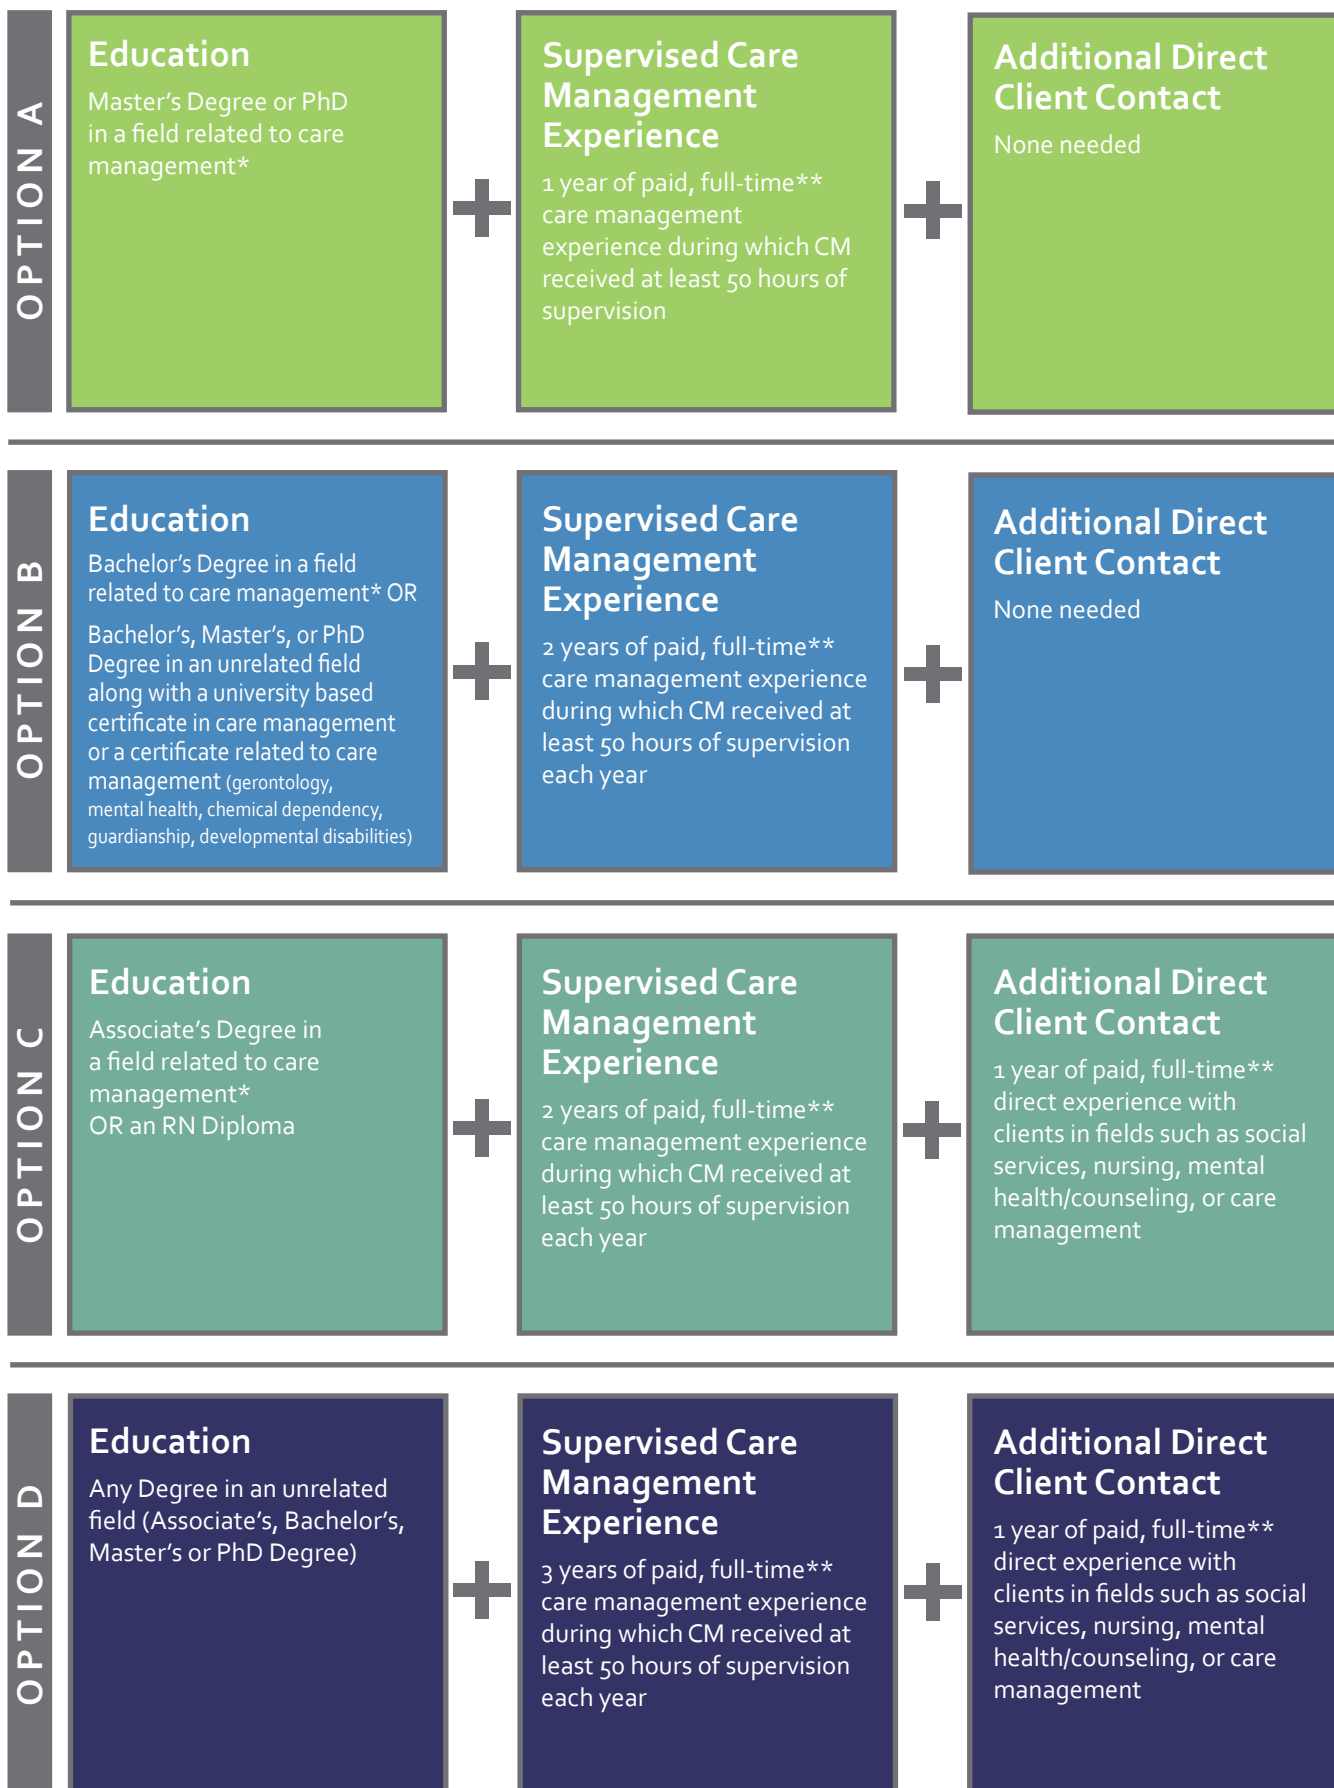 OPTION A
Education
Master's Degree or PhD
in a field related to care
management*
Supervised Care
Management
Experience
1 year of paid, full-time**
care management
experience during which CM
received at least 50 hours of
supervision
Additional Direct
Client Contact
None needed
OPTION B
Education
Bachelor's Degree in a field
related to care management* OR
Bachelor's, Master's, or PhD
Degree in an unrelated field
along with a university based
certificate in care management
or a certificate related to care
management (gerontology,
mental health, chemical dependency,
guardianship, developmental disabilities)
Supervised Care
Management
Experience
2 years of paid, full-time**
care management experience
during which CM received at
least 50 hours of supervision
each year
Additional Direct
Client Contact
None needed
OPTION C
Education
Associate's Degree in
a field related to care
management*
OR an RN Diploma
Supervised Care
Management
Experience
2 years of paid, full-time**
care management experience
during which CM received at
least 50 hours of supervision
each year
Additional Direct
Client Contact
1 year of paid, full-time**
direct experience with
clients in fields such as social
services, nursing, mental
health/counseling, or care
management
OPTION D
Education
Any Degree in an unrelated
field (Associate's, Bachelor's,
Master's or PhD Degree)
Supervised Care
Management
Experience
3 years of paid, full-time**
care management experience
during which CM received at
least 50 hours of supervision
each year
Additional Direct
Client Contact
1 year of paid, full-time**
direct experience with
clients in fields such as social
services, nursing, mental
health/counseling, or care
management